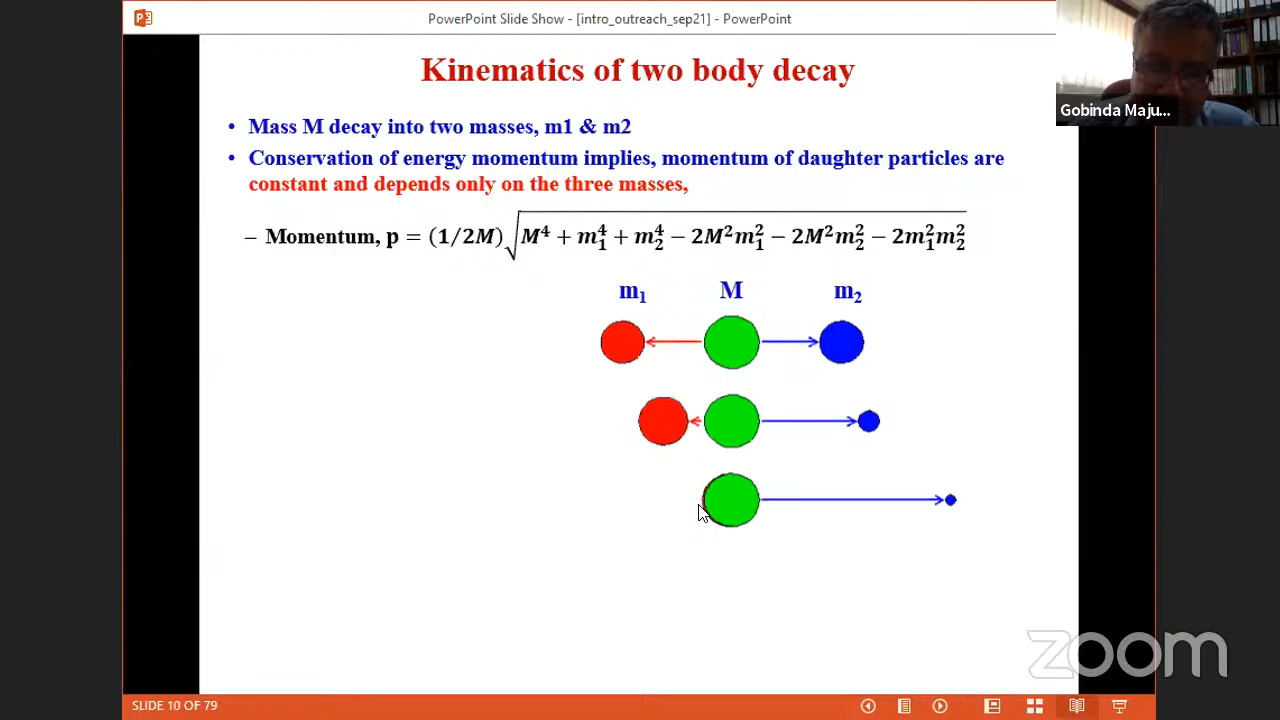 PowerPoint Slide Show - [intro_outreach_sep21] - PowerPoint
Kinematics of two body decay
Gobinda Maju...
• Mass M decay into two masses, m1 & m2
• Conservation of energy momentum implies, momentum of daughter particles are
constant and depends only on the three masses,
– Momentum, p = (1/2M)√(M⁴ + m₁⁴ + m₂⁴ − 2M²m₁² − 2M²m₂² − 2m₁²m₂²)
m₁ M m₂
zoom
SLIDE 10 OF 79